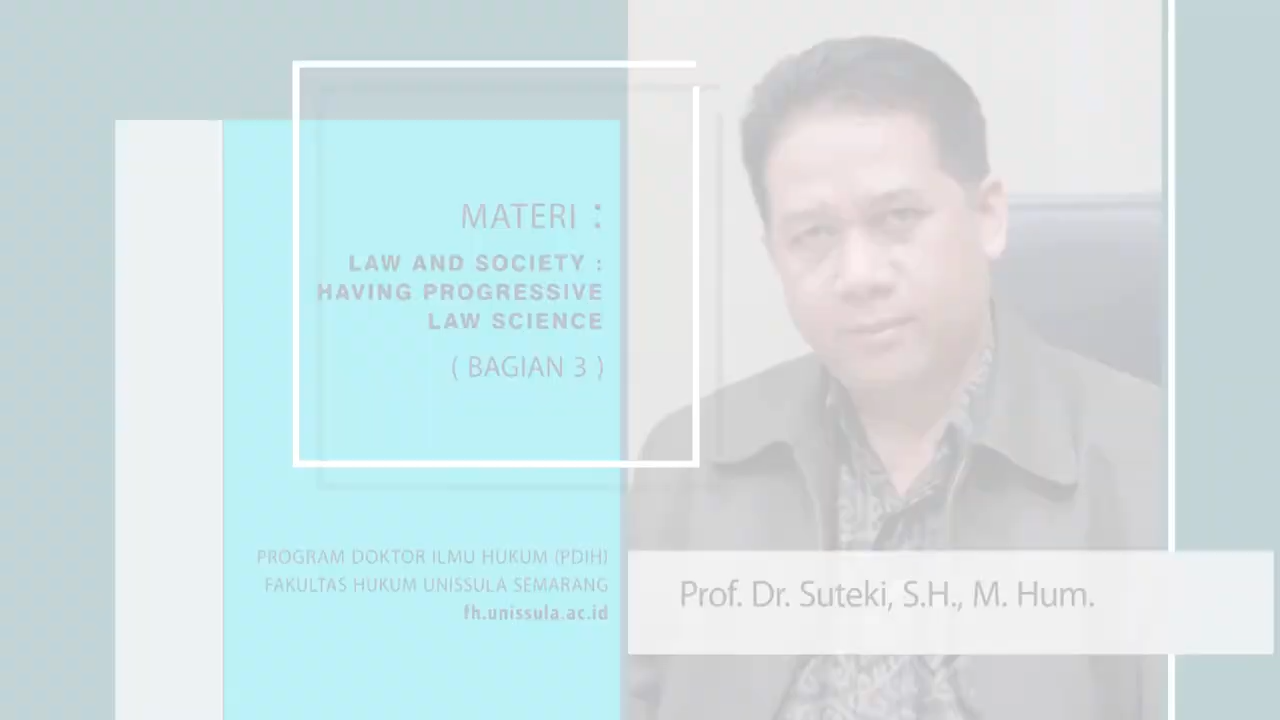 MATERI :
LAW AND SOCIETY :
HAVING PROGRESSIVE
LAW SCIENCE
( BAGIAN 3 )
PROGRAM DOKTOR ILMU HUKUM (PDIH)
FAKULTAS HUKUM UNISSULA SEMARANG
fh.unissula.ac.id
Prof. Dr. Suteki, S.H., M. Hum.